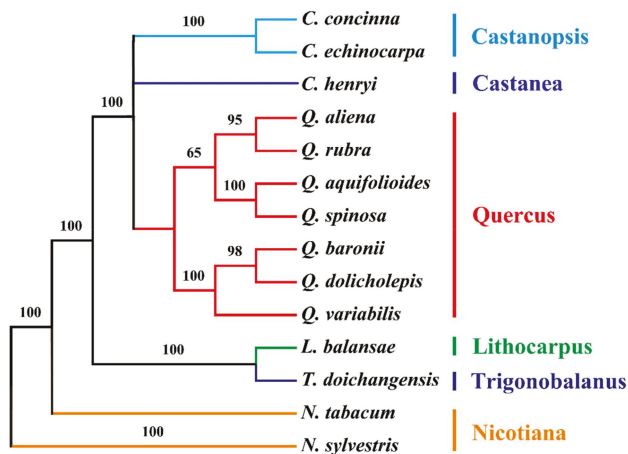 100
C. concinna
C. echinocarpa
Castanopsis
C. henryi
Castanea
100
95
Q. aliena
Q. rubra
65
100
Q. aquifolioides
Q. spinosa
Quercus
98
Q. baronii
Q. dolicholepis
100
Q. variabilis
100
100
L. balansae
Lithocarpus
T. doichangensis
Trigonobalanus
100
N. tabacum
100
N. sylvestris
Nicotiana